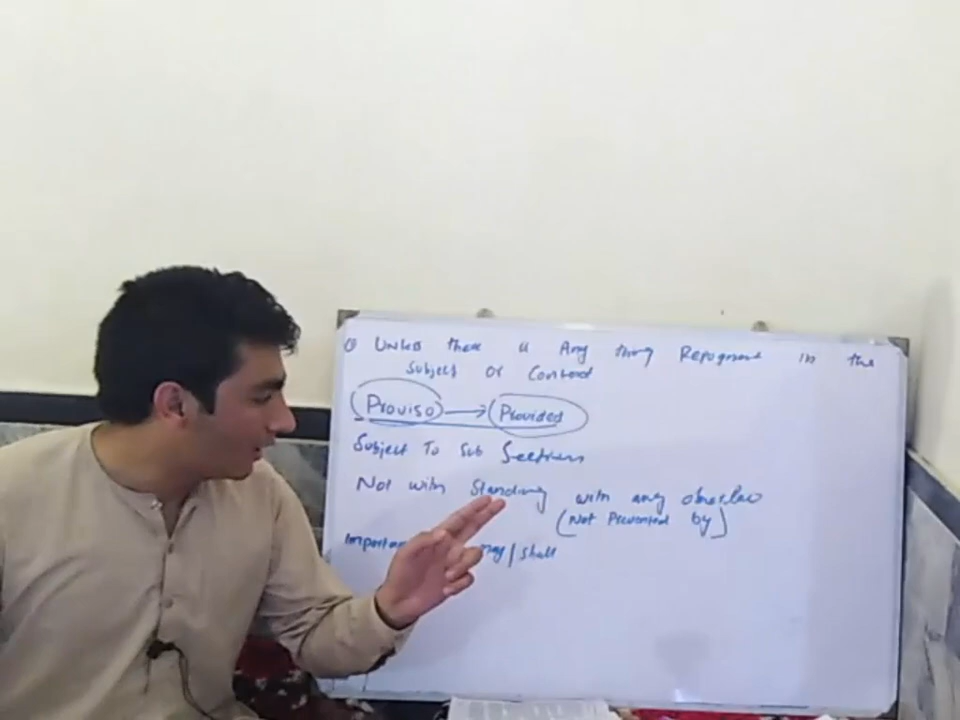 ① Unless there is Any thing Repugnant in the
Subject or Context
Proviso → Provided
Subject To Sub Sections
Not with Standing with any other law
(Not Prevented by)
may/shall